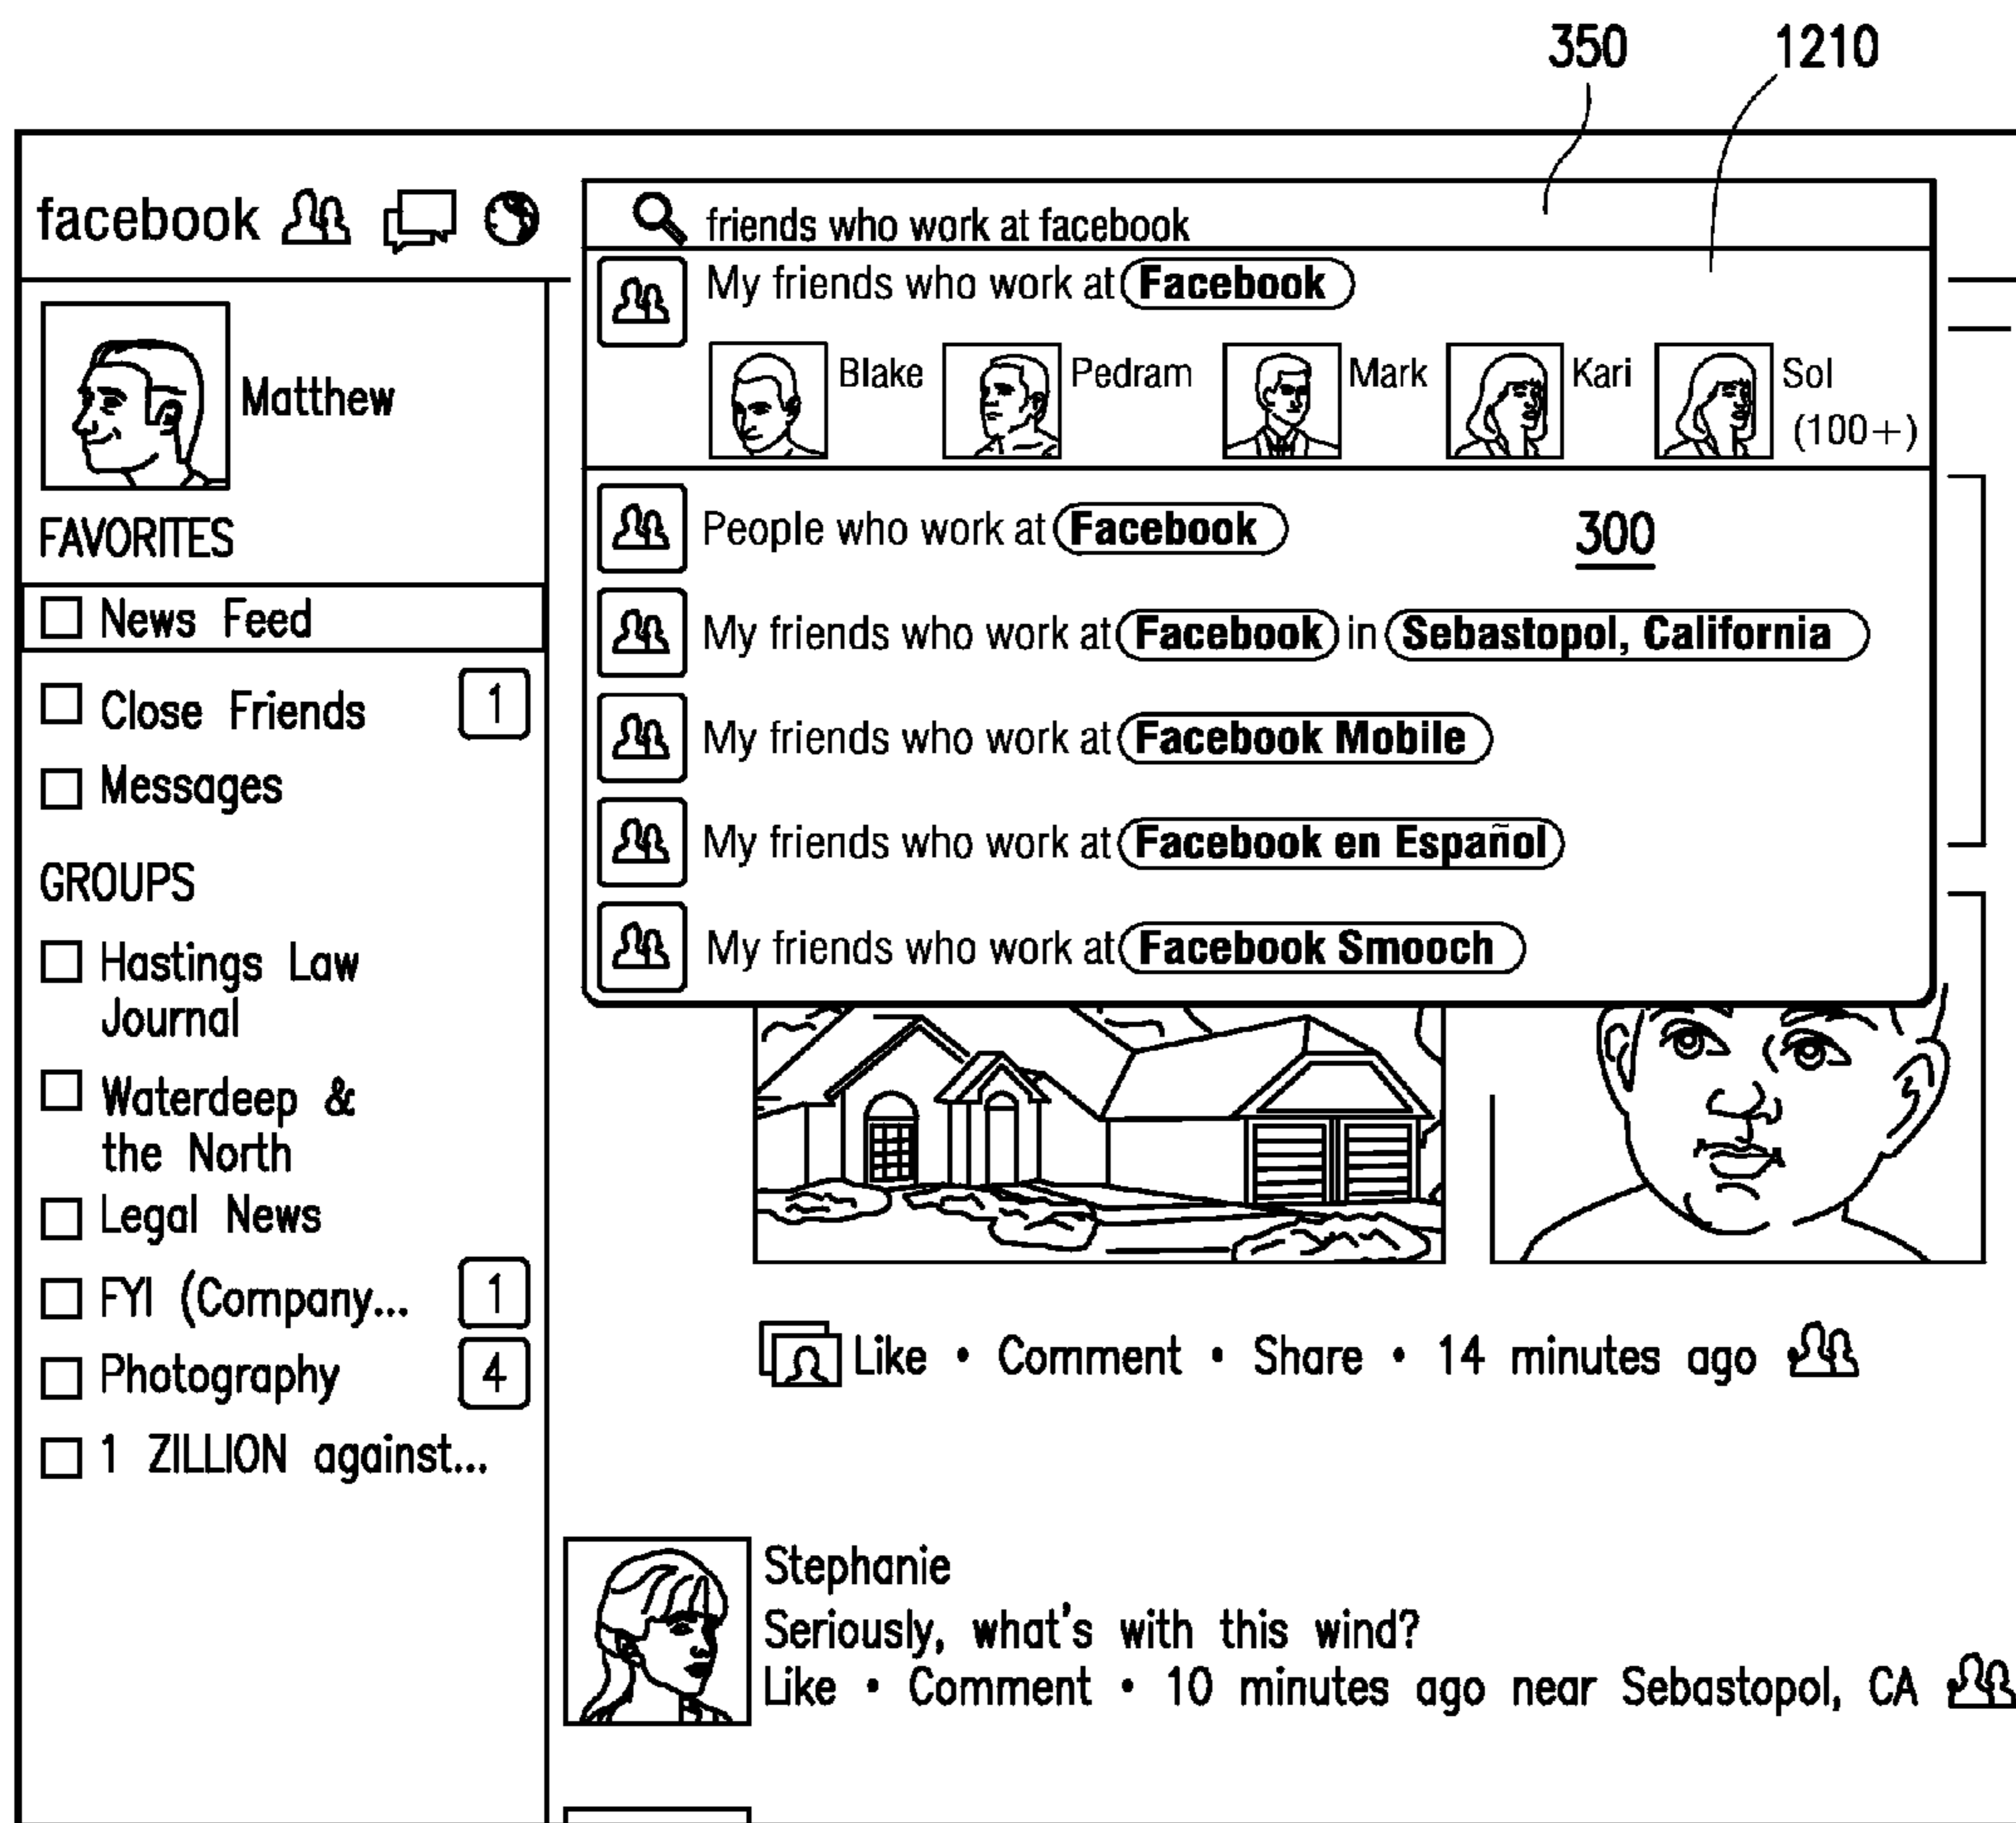 350 1210
facebook
friends who work at facebook
My friends who work at Facebook
Blake Pedram Mark Kari Sol
(100+)
Matthew
FAVORITES
News Feed
Close Friends 1
Messages
GROUPS
Hastings Law
Journal
Waterdeep &
the North
Legal News
FYI (Company... 1
Photography 4
1 ZILLION against...
People who work at Facebook
300
My friends who work at Facebook in Sebastopol, California
My friends who work at Facebook Mobile
My friends who work at Facebook en Español
My friends who work at Facebook Smooch
Like • Comment • Share • 14 minutes ago
Stephanie
Seriously, what's with this wind?
Like • Comment • 10 minutes ago near Sebastopol, CA